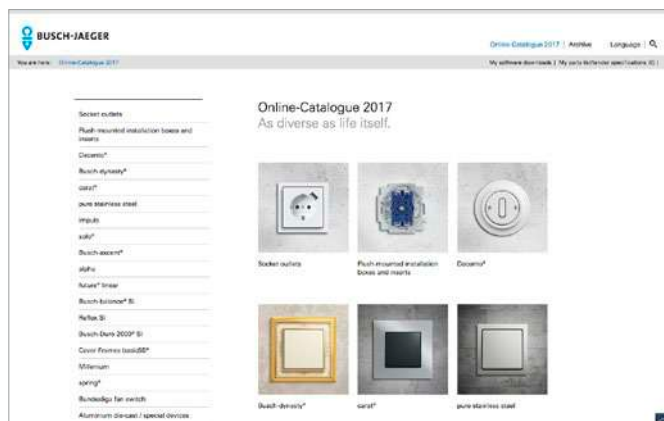 BUSCH-JAEGER
Online-Catalogue 2017 | Archive Language |
You are here: Online-Catalogue 2017
My software downloads | My parts list/tender specifications (0) |
Socket outlets
Flush-mounted installation boxes and
inserts
Decento®
Busch-dynasty®
carat®
pure stainless steel
impuls
solo®
Busch-axcent®
alpha
future® linear
Busch-balance® SI
Reflex SI
Busch-Duro 2000® SI
Cover Frames basic55®
Millenium
spring®
Bundesliga fan switch
Aluminium die-cast / special devices
Online-Catalogue 2017
As diverse as life itself.
Socket outlets
Flush-mounted installation
boxes and inserts
Decento®
Busch-dynasty®
carat®
pure stainless steel